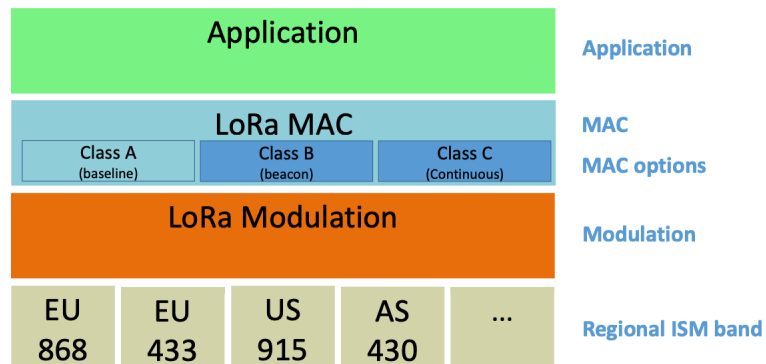 Application
Application
LoRa MAC
MAC
Class A
(baseline)
Class B
(beacon)
Class C
(Continuous)
MAC options
LoRa Modulation
Modulation
EU
868
EU
433
US
915
AS
430
...
Regional ISM band